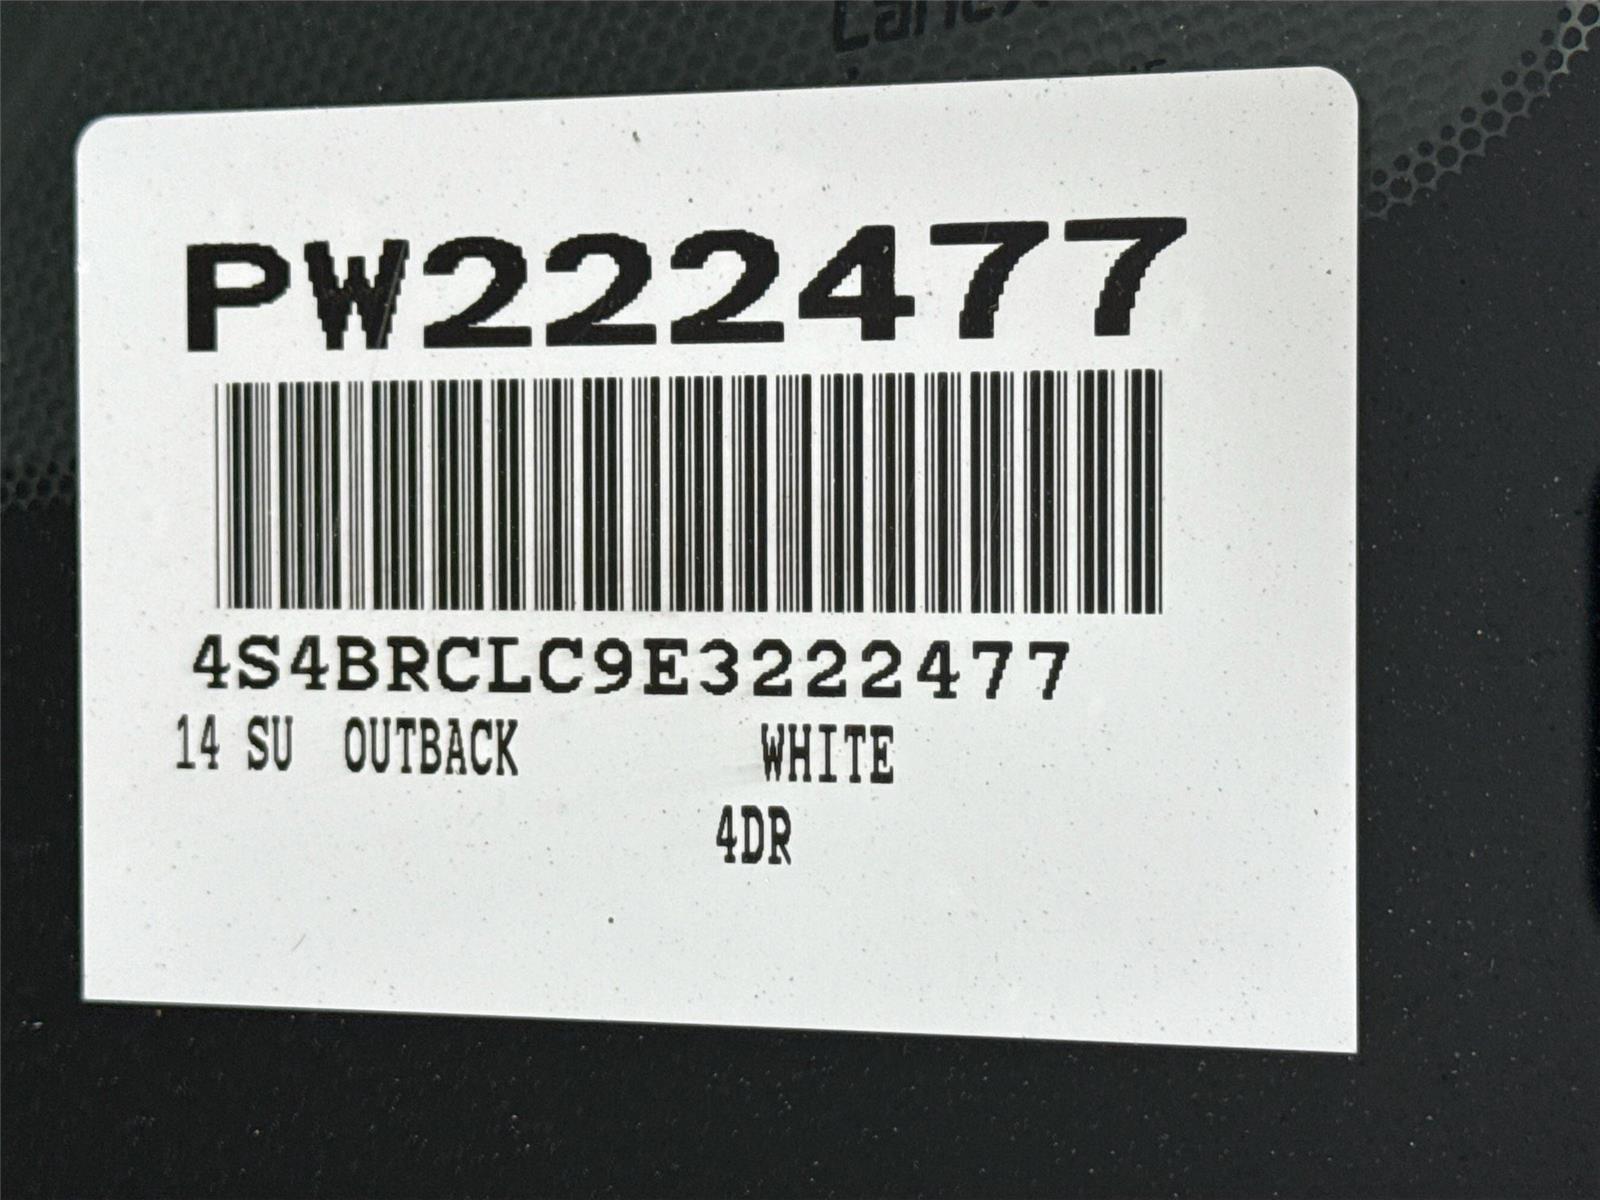 PW222477
4S4BRCLC9E3222477
14 SU OUTBACK WHITE
4DR